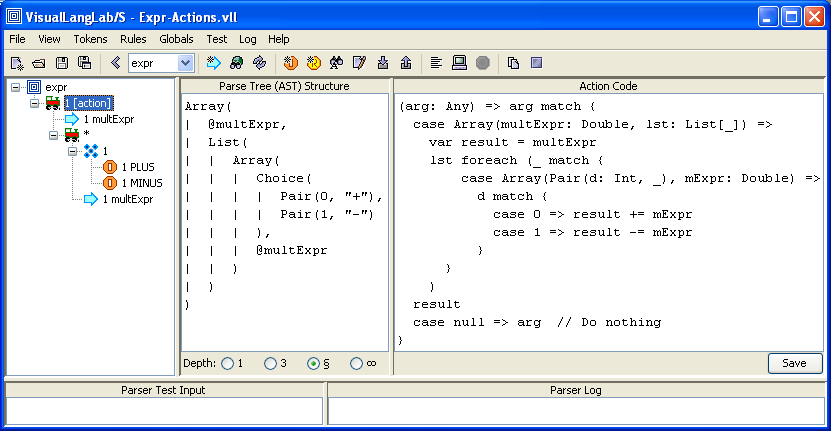 VisualLangLab/S - Expr-Actions.vll
File View Tokens Rules Globals Test Log Help
expr
expr
1 [action]
1 multExpr
*
1
1 PLUS
1 MINUS
1 multExpr
Parse Tree (AST) Structure
Array(
| @multExpr,
| List(
| | Array(
| | | Choice(
| | | | Pair(0, "+"),
| | | | Pair(1, "-")
| | | ),
| | | @multExpr
| | )
| )
)
Depth: 1 3 § ∞
Action Code
(arg: Any) => arg match {
case Array(multExpr: Double, lst: List[_]) =>
var result = multExpr
lst foreach (_ match {
case Array(Pair(d: Int, _), mExpr: Double) =>
d match {
case 0 => result += mExpr
case 1 => result -= mExpr
}
}
)
result
case null => arg // Do nothing
}
Save
Parser Test Input
Parser Log